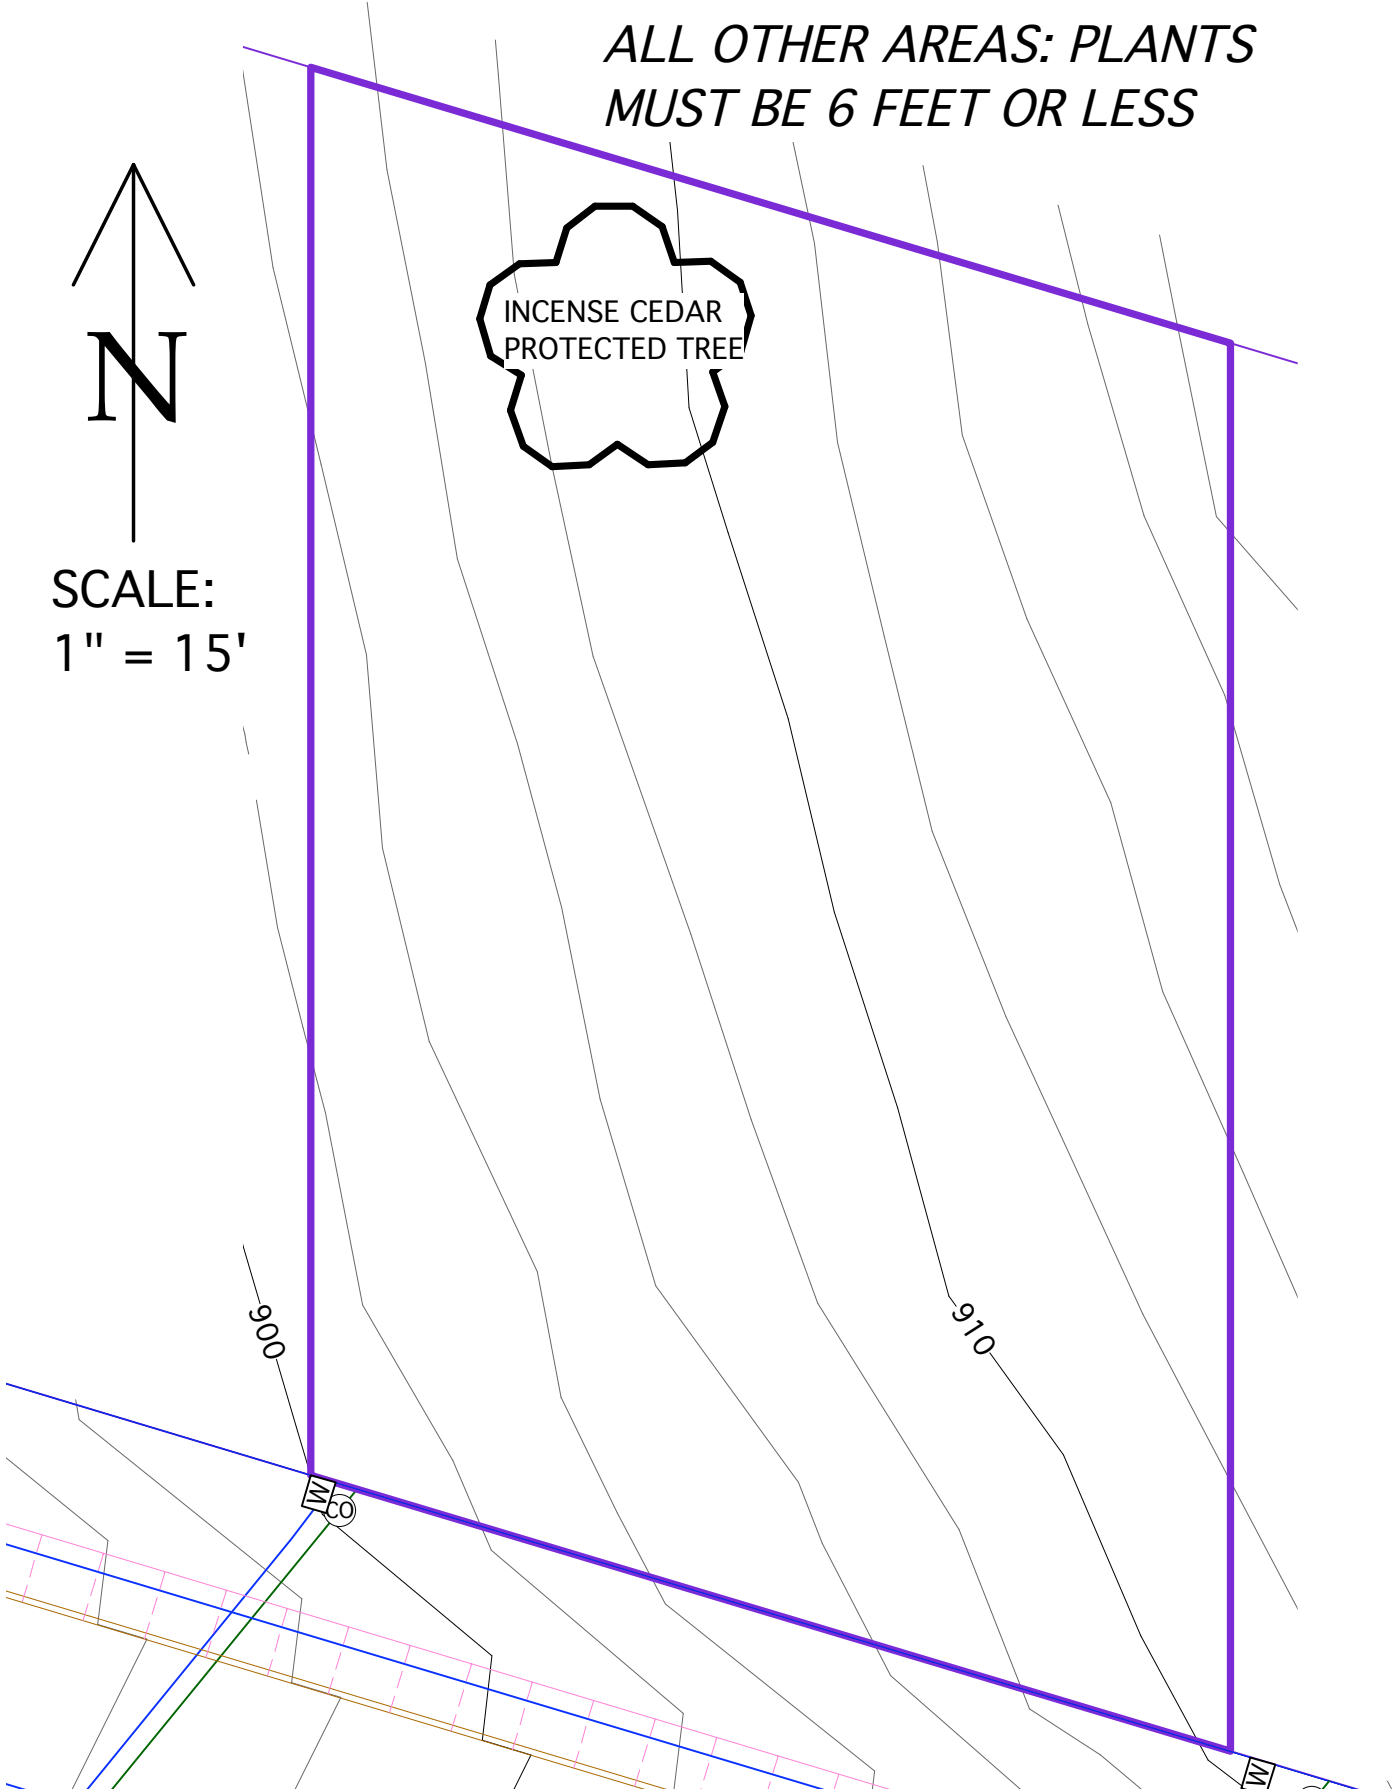 ALL OTHER AREAS: PLANTS
MUST BE 6 FEET OR LESS
INCENSE CEDAR
PROTECTED TREE
N
SCALE:
1" = 15'
900
910
W
CO
W